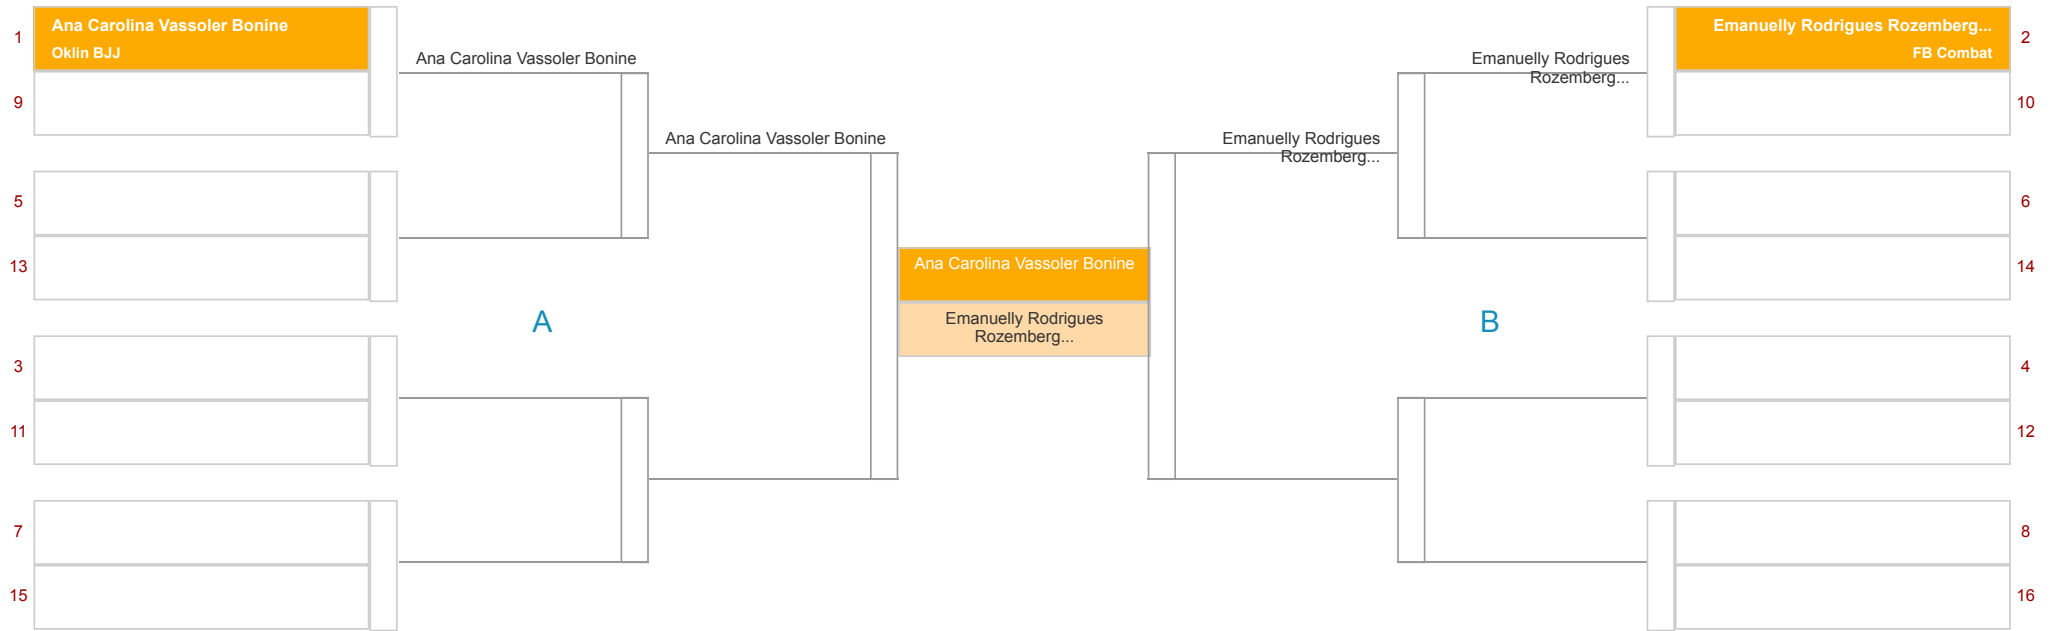 1
Ana Carolina Vassoler Bonine
Oklin BJJ
9
5
13
3
11
7
15
Ana Carolina Vassoler Bonine
Ana Carolina Vassoler Bonine
A
Ana Carolina Vassoler Bonine
Emanuelly Rodrigues
Rozemberg...
Emanuelly Rodrigues
Rozemberg...
Emanuelly Rodrigues
Rozemberg...
B
Emanuelly Rodrigues Rozemberg...
FB Combat
2
10
6
14
4
12
8
16